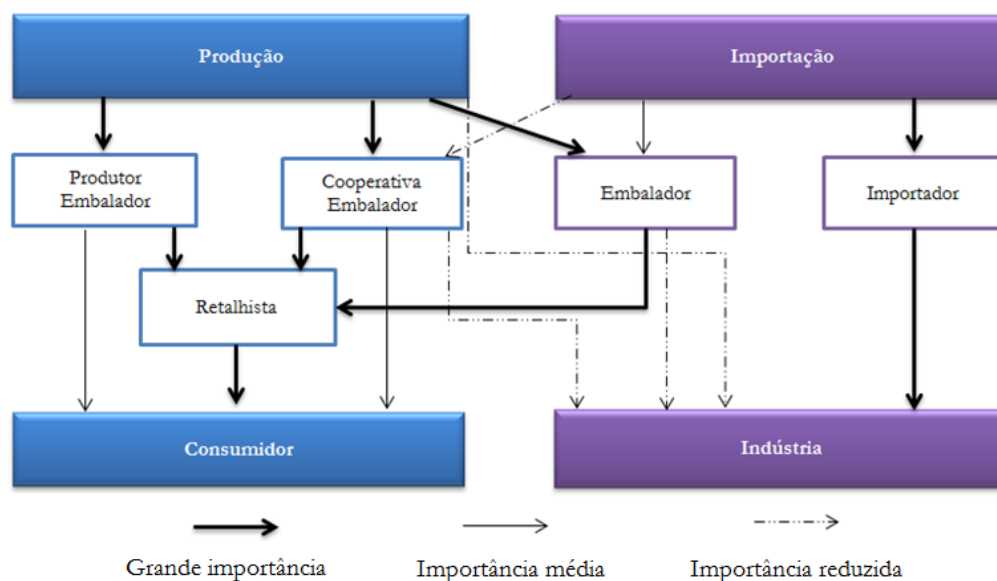 Produção
Importação
Produtor
Embalador
Cooperativa
Embalador
Embalador
Importador
Retalhista
Consumidor
Indústria
Grande importância
Importância média
Importância reduzida